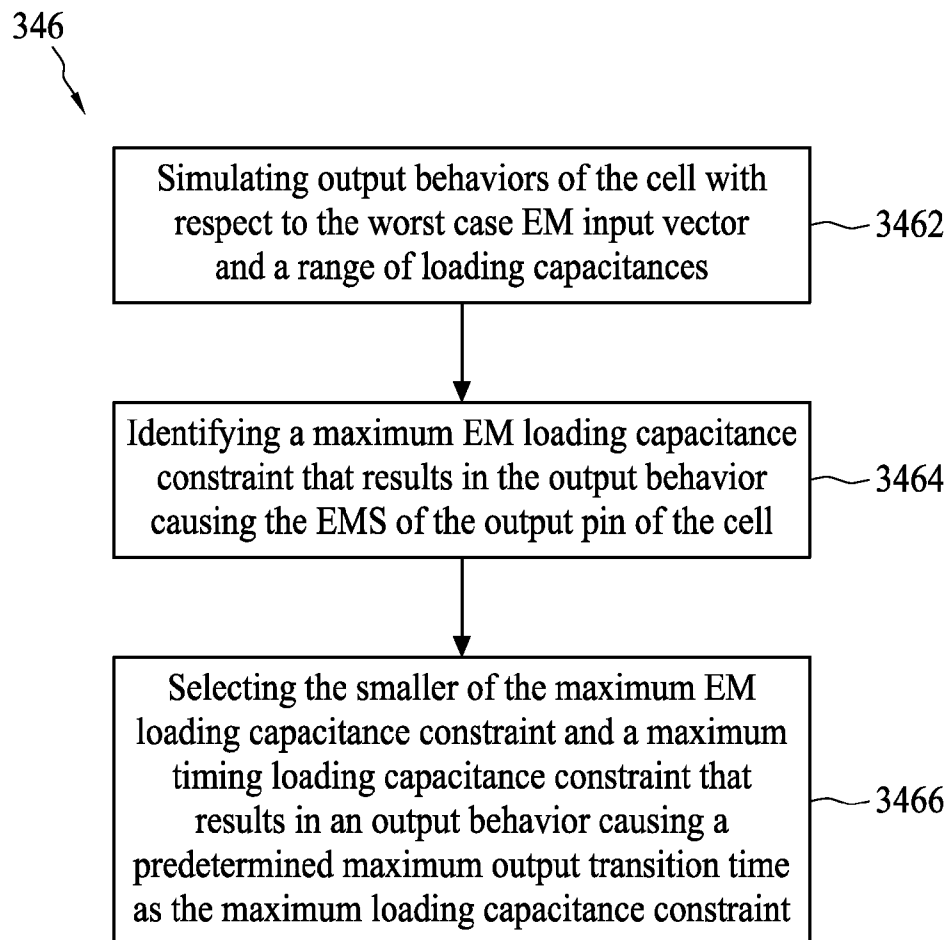 346
Simulating output behaviors of the cell with
respect to the worst case EM input vector
and a range of loading capacitances
3462
Identifying a maximum EM loading capacitance
constraint that results in the output behavior
causing the EMS of the output pin of the cell
3464
Selecting the smaller of the maximum EM
loading capacitance constraint and a maximum
timing loading capacitance constraint that
results in an output behavior causing a
predetermined maximum output transition time
as the maximum loading capacitance constraint
3466